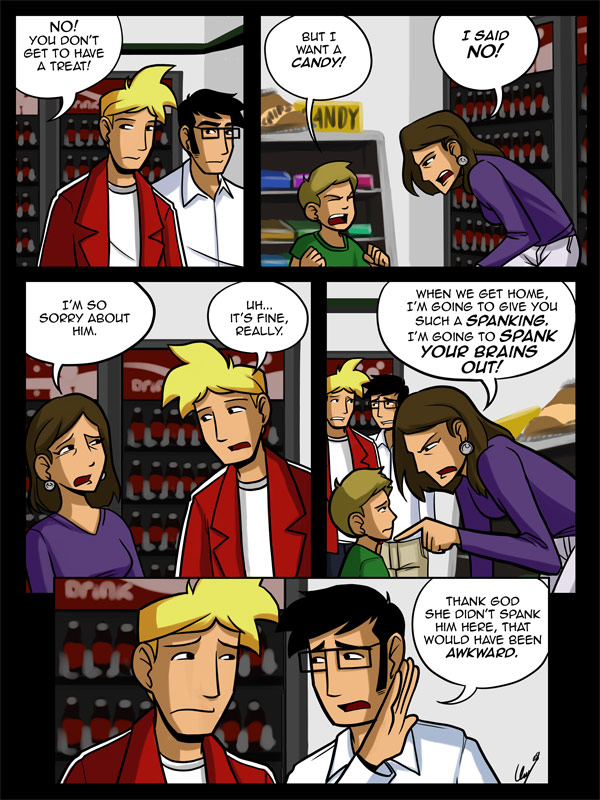 NO!
YOU DON'T
GET TO HAVE
A TREAT!
BUT I
WANT A
CANDY!
I SAID
NO!
CANDY
I'M SO
SORRY ABOUT
HIM.
UH...
IT'S FINE,
REALLY.
Drink
WHEN WE GET HOME,
I'M GOING TO GIVE YOU
SUCH A SPANKING.
I'M GOING TO SPANK
YOUR BRAINS
OUT!
Drink
THANK GOD
SHE DIDN'T SPANK
HIM HERE, THAT
WOULD HAVE BEEN
AWKWARD.